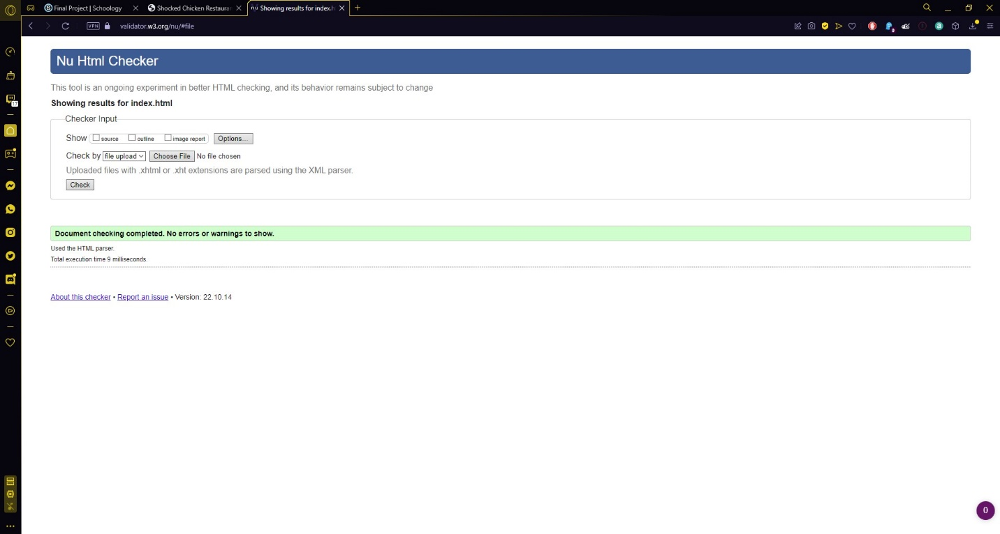 Final Project | Schoology
Shocked Chicken Restaura
nu Showing results for index.h
VPN validator.w3.org/nu/#file
0
a
17
Nu Html Checker
This tool is an ongoing experiment in better HTML checking, and its behavior remains subject to change
Showing results for index.html
Checker Input
Show source outline image report Options...
Check by file upload Choose File No file chosen
Uploaded files with .xhtml or .xht extensions are parsed using the XML parser.
Check
Document checking completed. No errors or warnings to show.
Used the HTML parser.
Total execution time 9 milliseconds.
About this checker • Report an issue • Version: 22.10.14
0